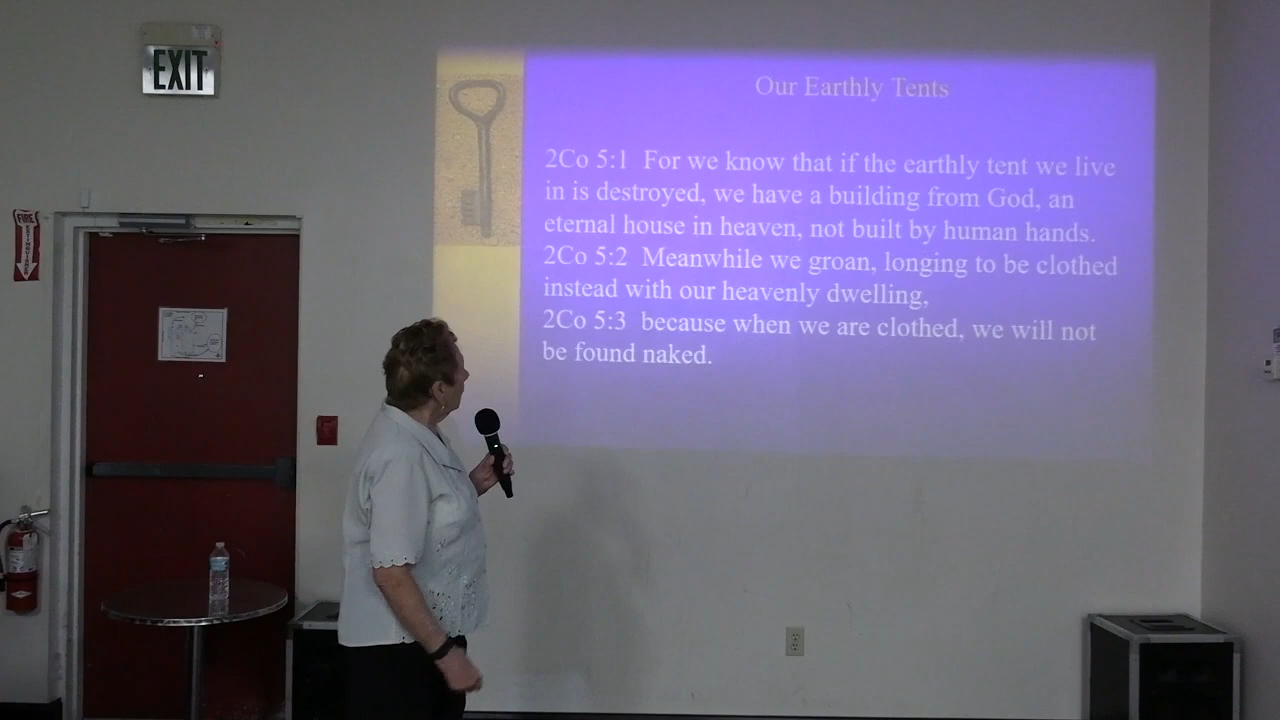 EXIT
Our Earthly Tents
2Co 5:1 For we know that if the earthly tent we live
in is destroyed, we have a building from God, an
eternal house in heaven, not built by human hands.
2Co 5:2 Meanwhile we groan, longing to be clothed
instead with our heavenly dwelling,
2Co 5:3 because when we are clothed, we will not
be found naked.
FIRE